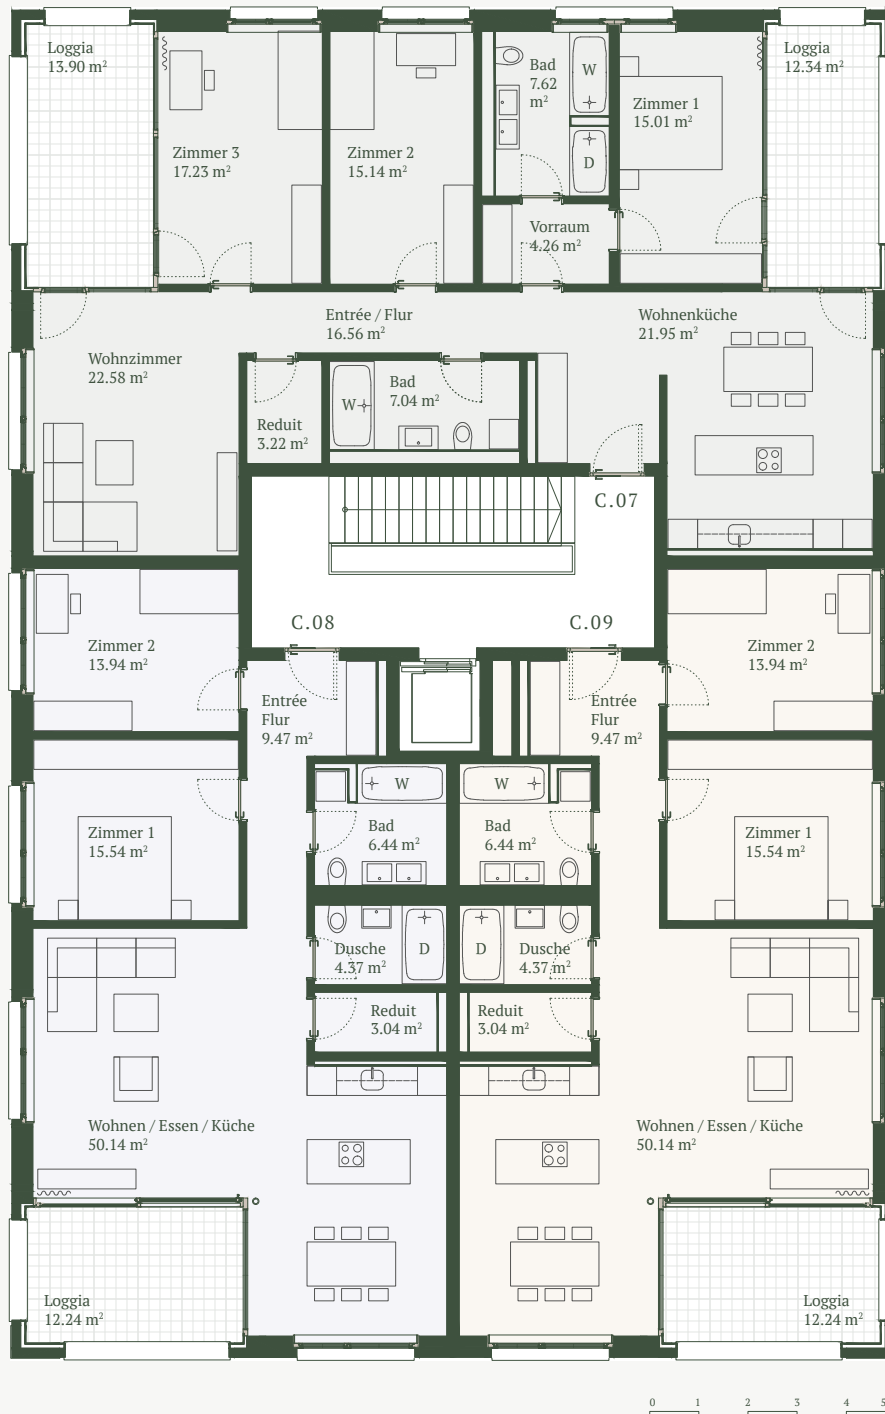 Loggia
13.90 m²
Zimmer 3
17.23 m²
Zimmer 2
15.14 m²
Bad
7.62
m²
W
D
Vorraum
4.26 m²
Zimmer 1
15.01 m²
Loggia
12.34 m²
Entrée / Flur
16.56 m²
Wohnenküche
21.95 m²
Wohnzimmer
22.58 m²
Reduit
3.22 m²
W
Bad
7.04 m²
C.07
C.08
C.09
Zimmer 2
13.94 m²
Entrée
Flur
9.47 m²
Entrée
Flur
9.47 m²
Zimmer 2
13.94 m²
Zimmer 1
15.54 m²
W
Bad
6.44 m²
W
Bad
6.44 m²
Zimmer 1
15.54 m²
Dusche
4.37 m²
D
D
Dusche
4.37 m²
Reduit
3.04 m²
Reduit
3.04 m²
Wohnen / Essen / Küche
50.14 m²
Wohnen / Essen / Küche
50.14 m²
Loggia
12.24 m²
Loggia
12.24 m²
0 1 2 3 4 5